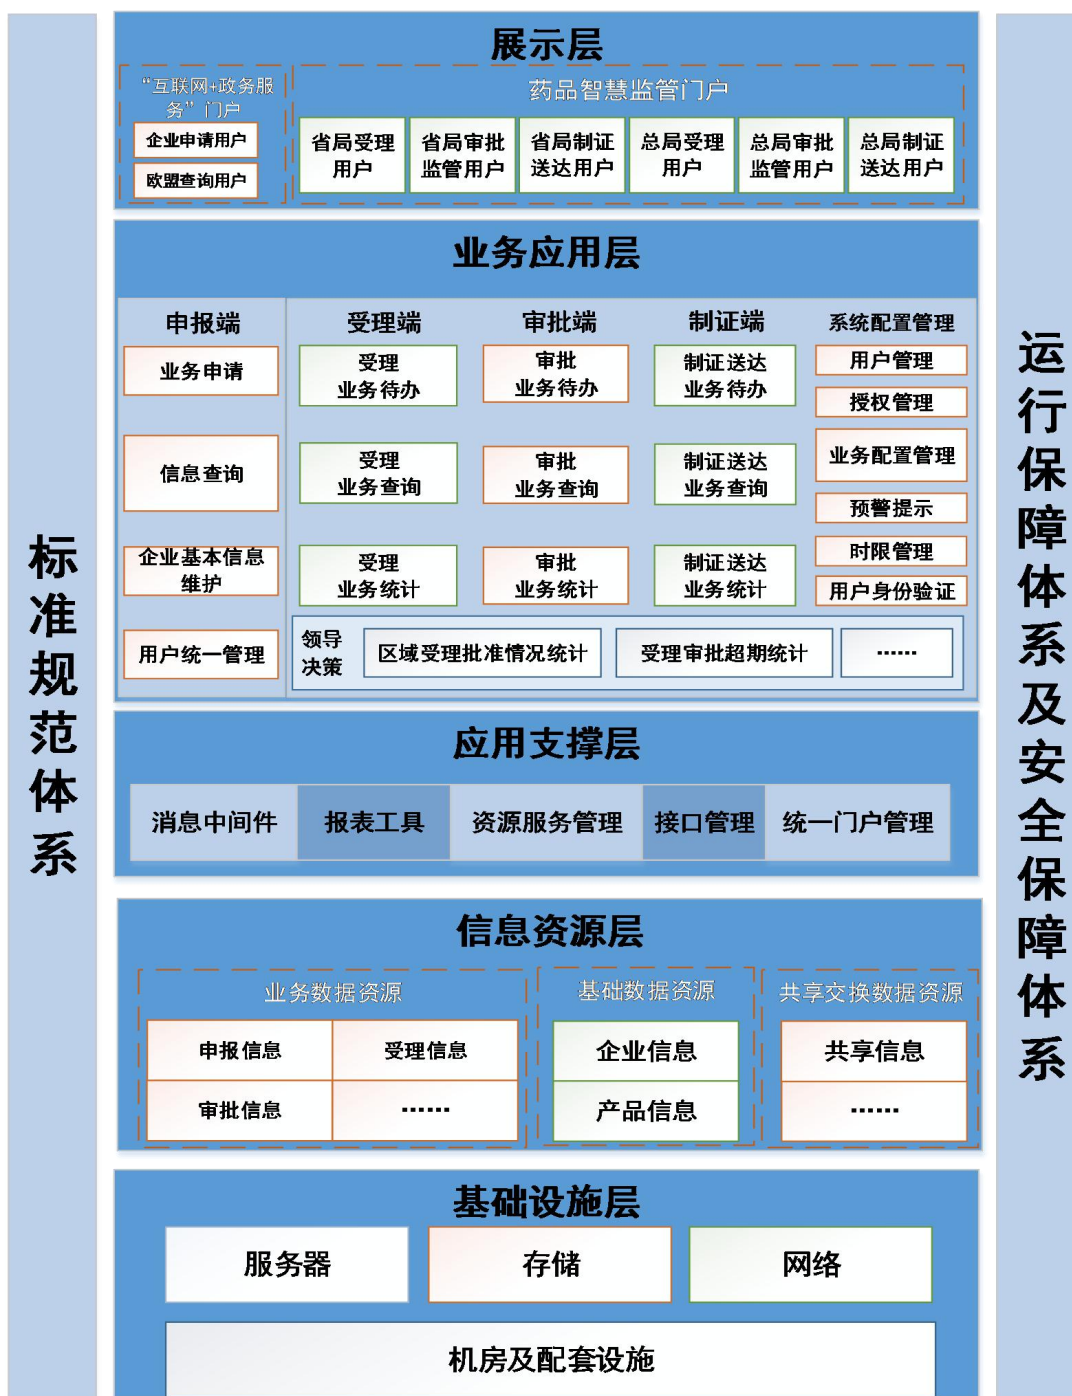 标准规范体系
展示层
“互联网+政务服
务”门户
企业申请用户
欧盟查询用户
药品智慧监管门户
省局受理
用户
省局审批
监管用户
省局制证
送达用户
总局受理
用户
总局审批
监管用户
总局制证
送达用户
业务应用层
申报端
业务申请
信息查询
企业基本信息
维护
用户统一管理
受理端
受理
业务待办
受理
业务查询
受理
业务统计
审批端
审批
业务待办
审批
业务查询
审批
业务统计
制证端
制证送达
业务待办
制证送达
业务查询
制证送达
业务统计
系统配置管理
用户管理
授权管理
业务配置管理
预警提示
时限管理
用户身份验证
领导
决策
区域受理批准情况统计
受理审批超期统计
……
应用支撑层
消息中间件
报表工具
资源服务管理
接口管理
统一门户管理
信息资源层
业务数据资源
申报信息
受理信息
审批信息
……
基础数据资源
企业信息
产品信息
共享交换数据资源
共享信息
……
基础设施层
服务器
存储
网络
机房及配套设施
运行保障体系及安全保障体系